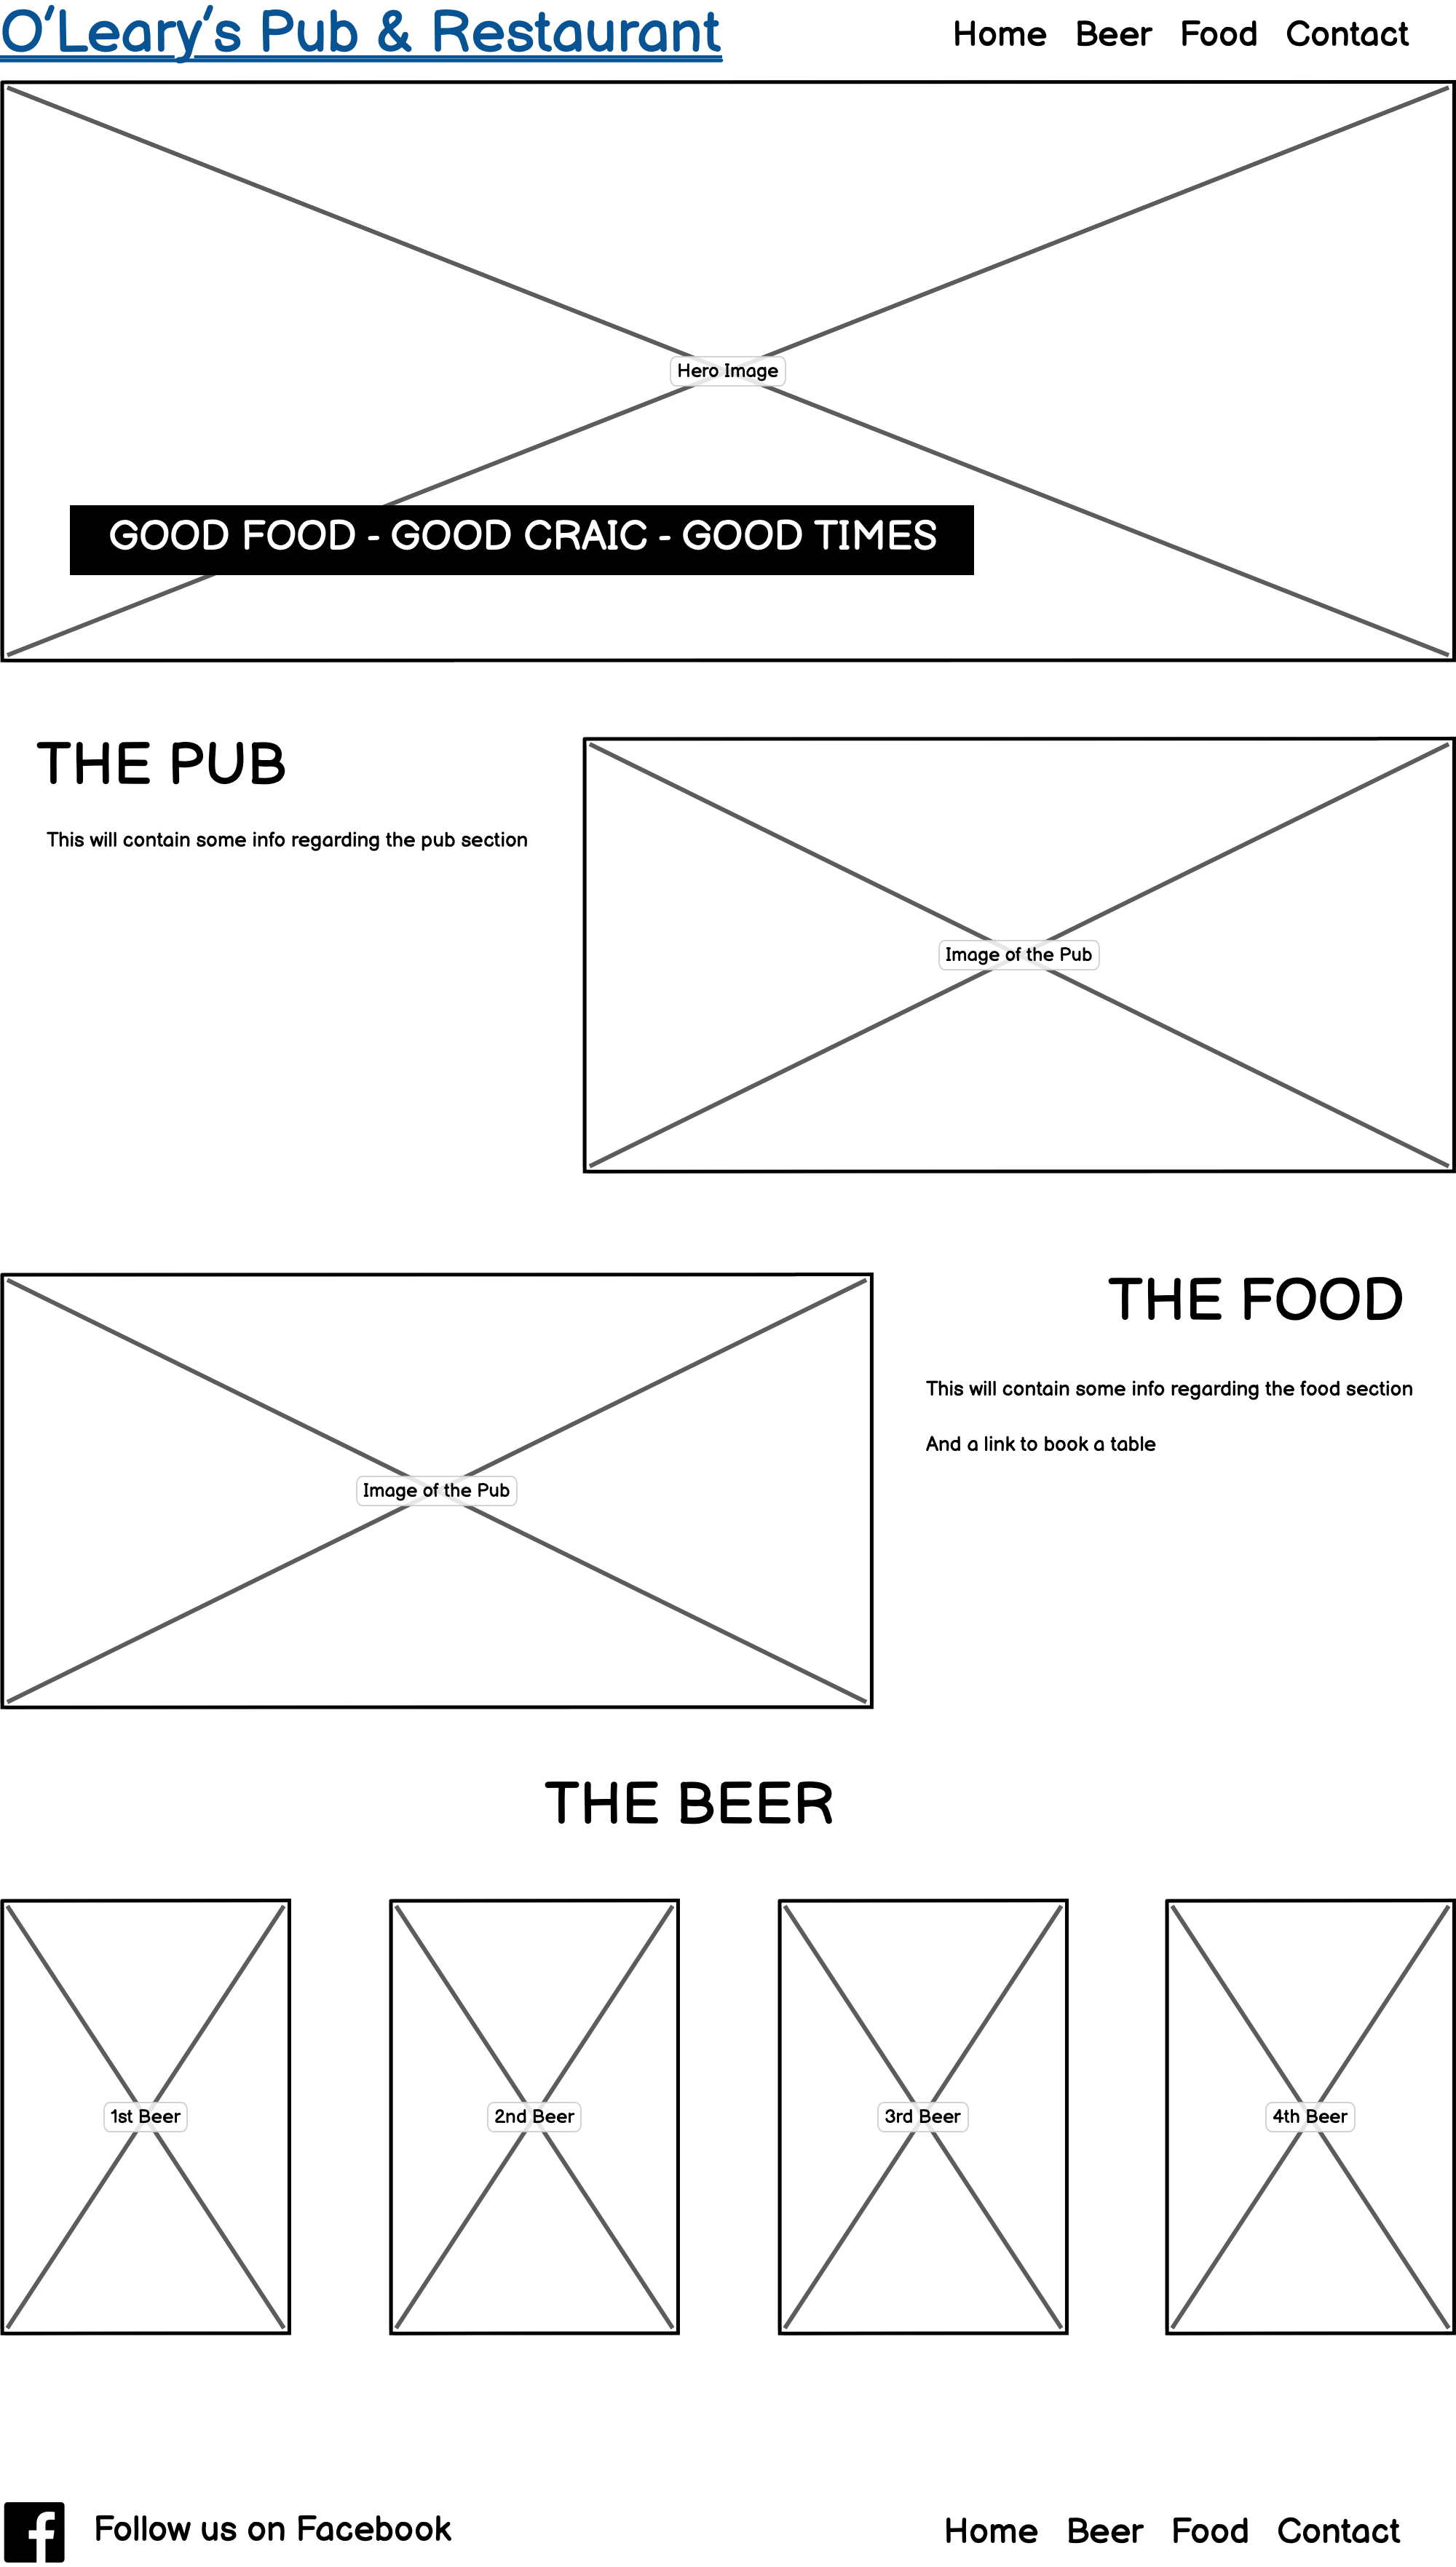 O'Leary's Pub & Restaurant
Home Beer Food Contact
Hero Image
GOOD FOOD - GOOD CRAIC - GOOD TIMES
THE PUB
This will contain some info regarding the pub section
Image of the Pub
THE FOOD
This will contain some info regarding the food section
And a link to book a table
Image of the Pub
THE BEER
1st Beer
2nd Beer
3rd Beer
4th Beer
Follow us on Facebook
Home Beer Food Contact